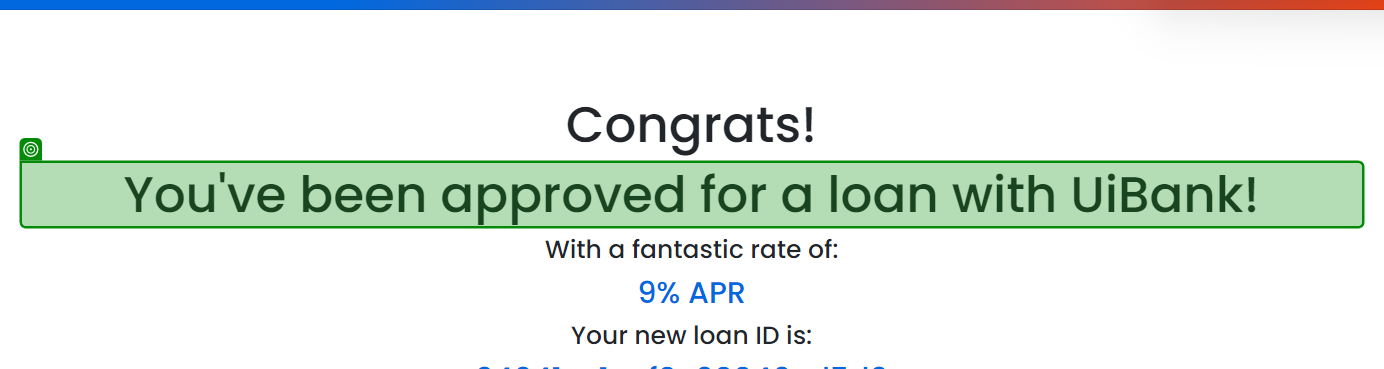 Congrats!
You've been approved for a loan with UiBank!
With a fantastic rate of:
9% APR
Your new loan ID is: